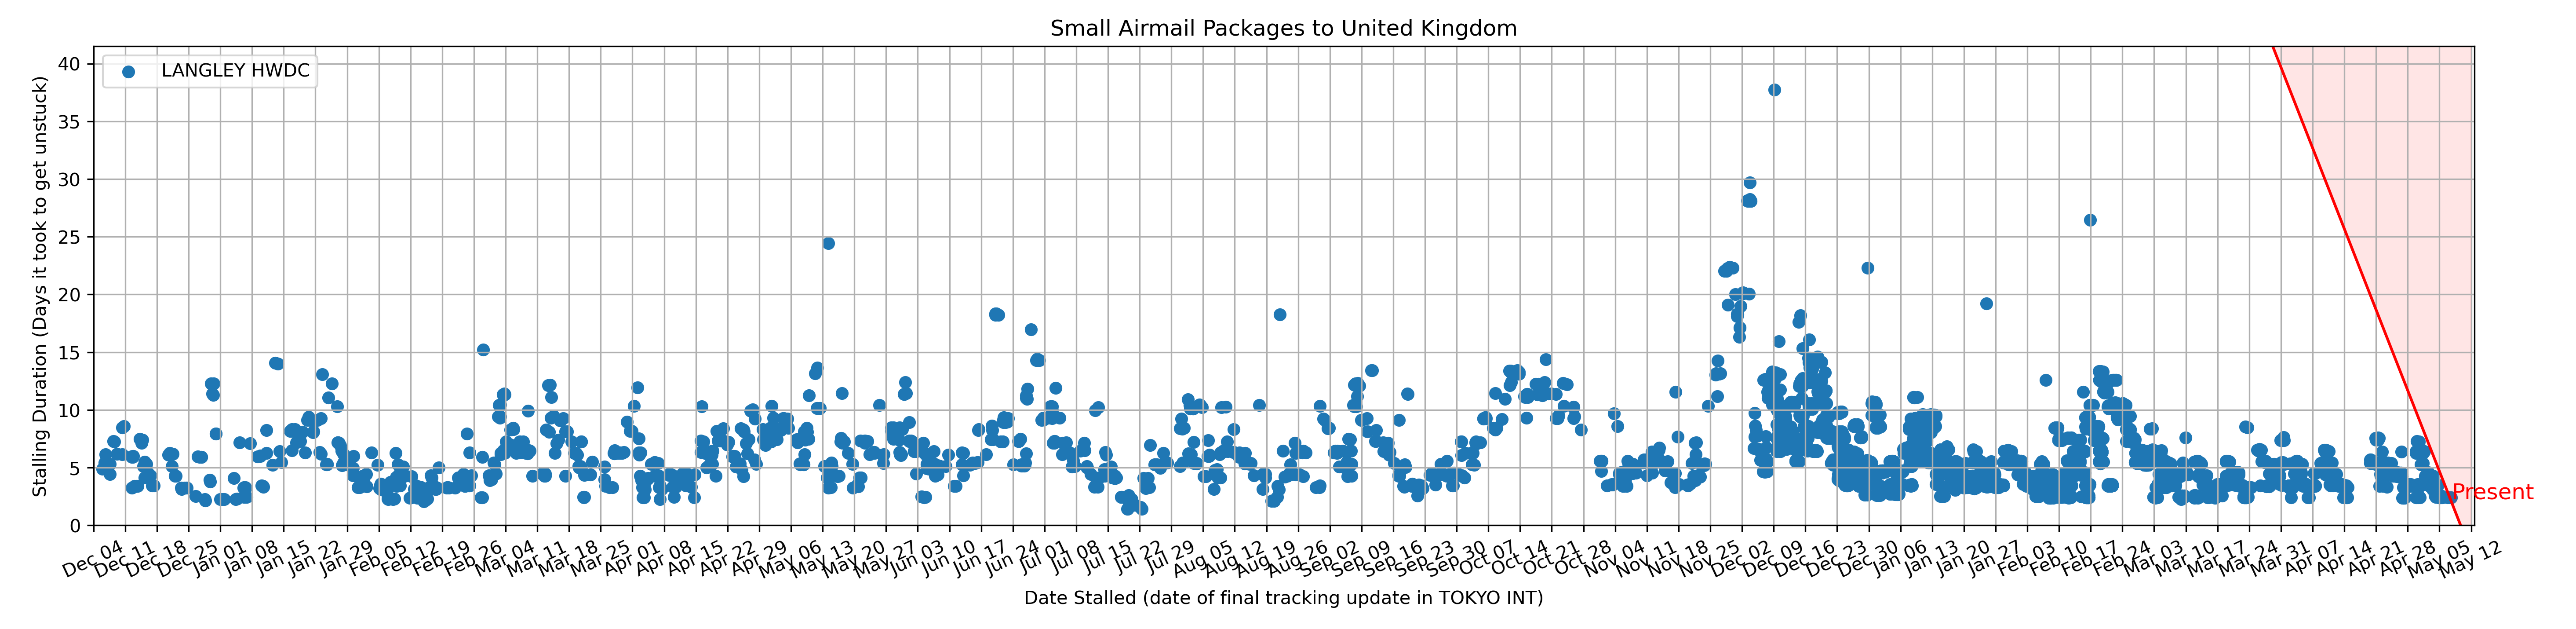 Small Airmail Packages to United Kingdom
LANGLEY HWDC
Stalling Duration (Days it took to get unstuck)
40
35
30
25
20
15
10
5
0
Present
Dec 04
Dec 11
Dec 18
Dec 25
Jan 01
Jan 08
Jan 15
Jan 22
Jan 29
Feb 05
Feb 12
Feb 19
Feb 26
Mar 04
Mar 11
Mar 18
Mar 25
Apr 01
Apr 08
Apr 15
Apr 22
Apr 29
May 06
May 13
May 20
May 27
Jun 03
Jun 10
Jun 17
Jun 24
Jul 01
Jul 08
Jul 15
Jul 22
Jul 29
Aug 05
Aug 12
Aug 19
Aug 26
Sep 02
Sep 09
Sep 16
Sep 23
Sep 30
Oct 07
Oct 14
Oct 21
Oct 28
Nov 04
Nov 11
Nov 18
Nov 25
Dec 02
Dec 09
Dec 16
Dec 23
Dec 30
Jan 06
Jan 13
Jan 20
Jan 27
Feb 03
Feb 10
Feb 17
Feb 24
Mar 03
Mar 10
Mar 17
Mar 24
Mar 31
Apr 07
Apr 14
Apr 21
Apr 28
May 05
May 12
Date Stalled (date of final tracking update in TOKYO INT)